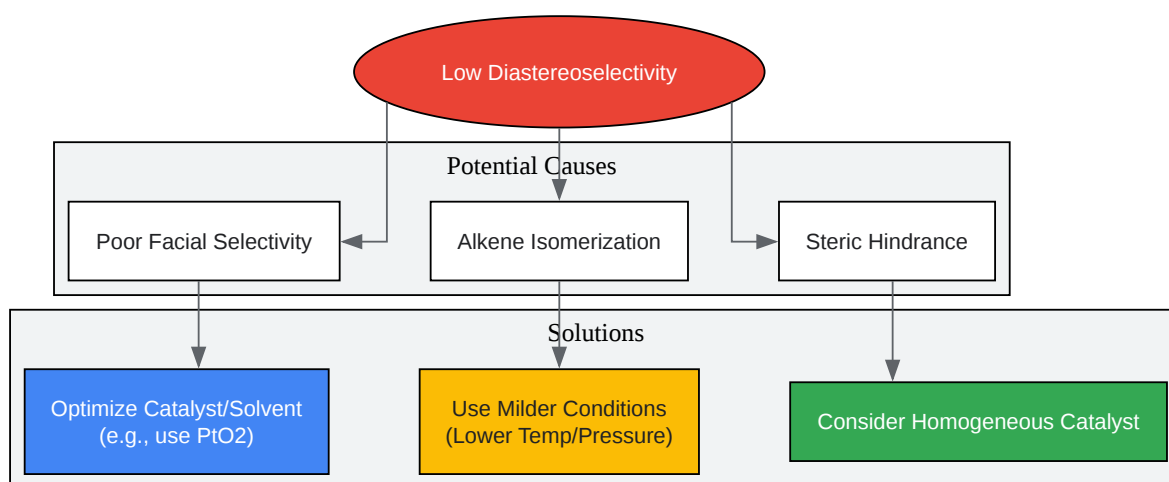 Low Diastereoselectivity
Potential Causes
Poor Facial Selectivity
Alkene Isomerization
Steric Hindrance
Solutions
Optimize Catalyst/Solvent
(e.g., use PtO2)
Use Milder Conditions
(Lower Temp/Pressure)
Consider Homogeneous Catalyst